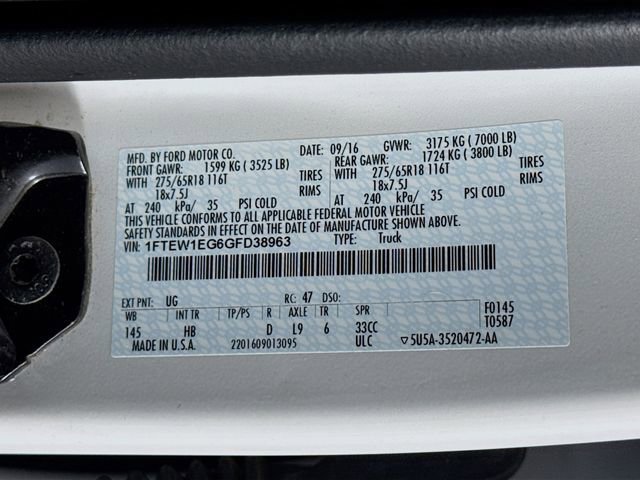 MFD. BY FORD MOTOR CO. DATE: 09/16 GVWR: 3175 KG ( 7000 LB)
FRONT GAWR: 1599 KG ( 3525 LB) REAR GAWR: 1724 KG ( 3800 LB)
WITH 275/65R18 116T TIRES WITH 275/65R18 116T TIRES
18x7.5J RIMS 18x7.5J RIMS
AT 240 kPa/ 35 PSI COLD AT 240 kPa/ 35 PSI COLD
THIS VEHICLE CONFORMS TO ALL APPLICABLE FEDERAL MOTOR VEHICLE
SAFETY STANDARDS IN EFFECT ON THE DATE OF MANUFACTURE SHOWN ABOVE.
VIN: 1FTEW1EG6GFD38963 TYPE: Truck
EXT PNT: UG RC: 47 DSO:
WB INT TR TP/PS R AXLE TR SPR F0145
145 HB D L9 6 33CC T0587
MADE IN U.S.A. 2201609013095 ULC ▽5U5A-3520472-AA